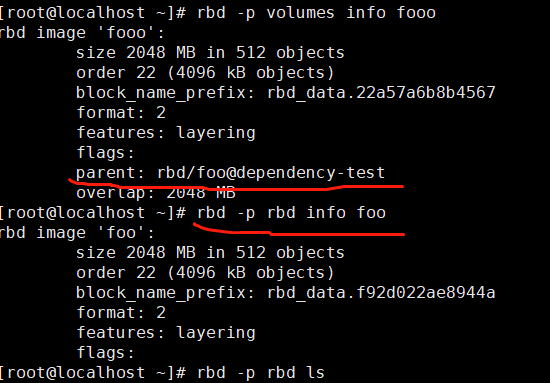 [root@localhost ~]# rbd -p volumes info fooo
rbd image 'fooo':
        size 2048 MB in 512 objects
        order 22 (4096 kB objects)
        block_name_prefix: rbd_data.22a57a6b8b4567
        format: 2
        features: layering
        flags:
        parent: rbd/foo@dependency-test
        overlap: 2048 MB
[root@localhost ~]# rbd -p rbd info foo
rbd image 'foo':
        size 2048 MB in 512 objects
        order 22 (4096 kB objects)
        block_name_prefix: rbd_data.f92d022ae8944a
        format: 2
        features: layering
        flags:
[root@localhost ~]# rbd -p rbd ls